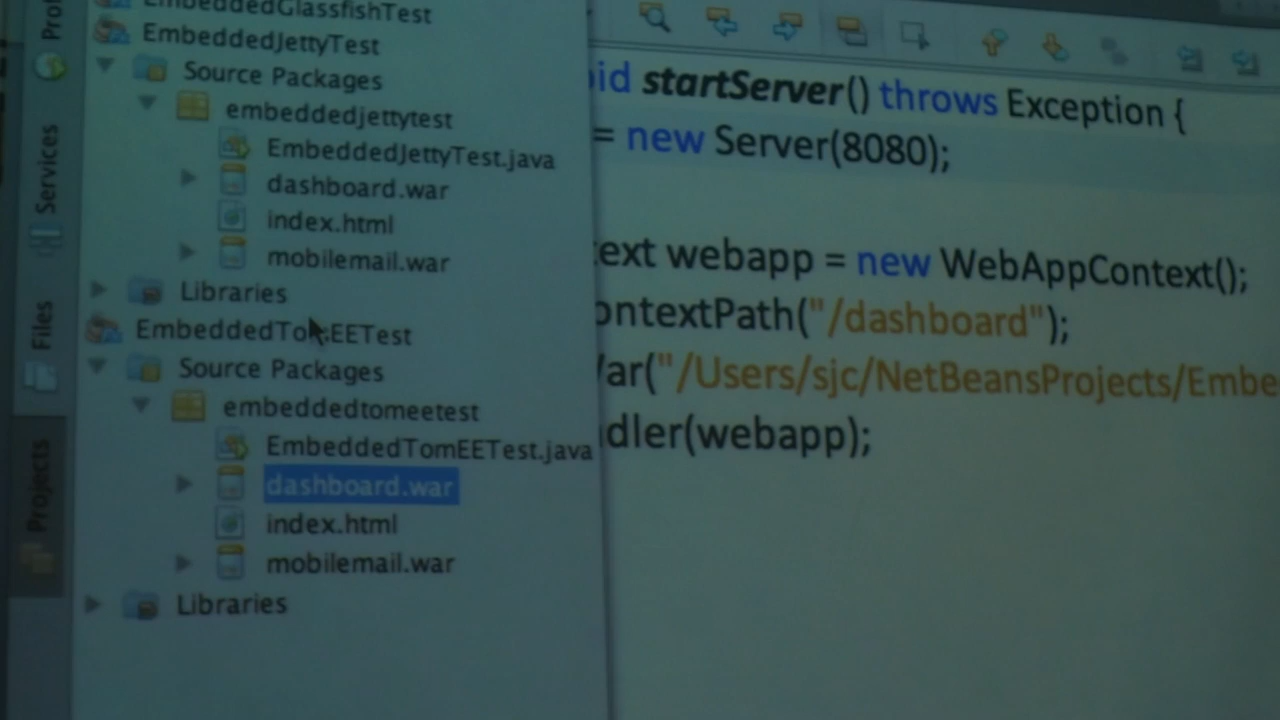 EmbeddedGlassfishTest
EmbeddedJettyTest
Source Packages
embeddedjettytest
EmbeddedJettyTest.java
dashboard.war
index.html
mobilemail.war
Libraries
EmbeddedTomEETest
Source Packages
embeddedtomeetest
EmbeddedTomEETest.java
dashboard.war
index.html
mobilemail.war
Libraries
Services
Files
Projects
id startServer() throws Exception {
= new Server(8080);
ext webapp = new WebAppContext();
ontextPath("/dashboard");
ar("/Users/sjc/NetBeansProjects/Embe
dler(webapp);